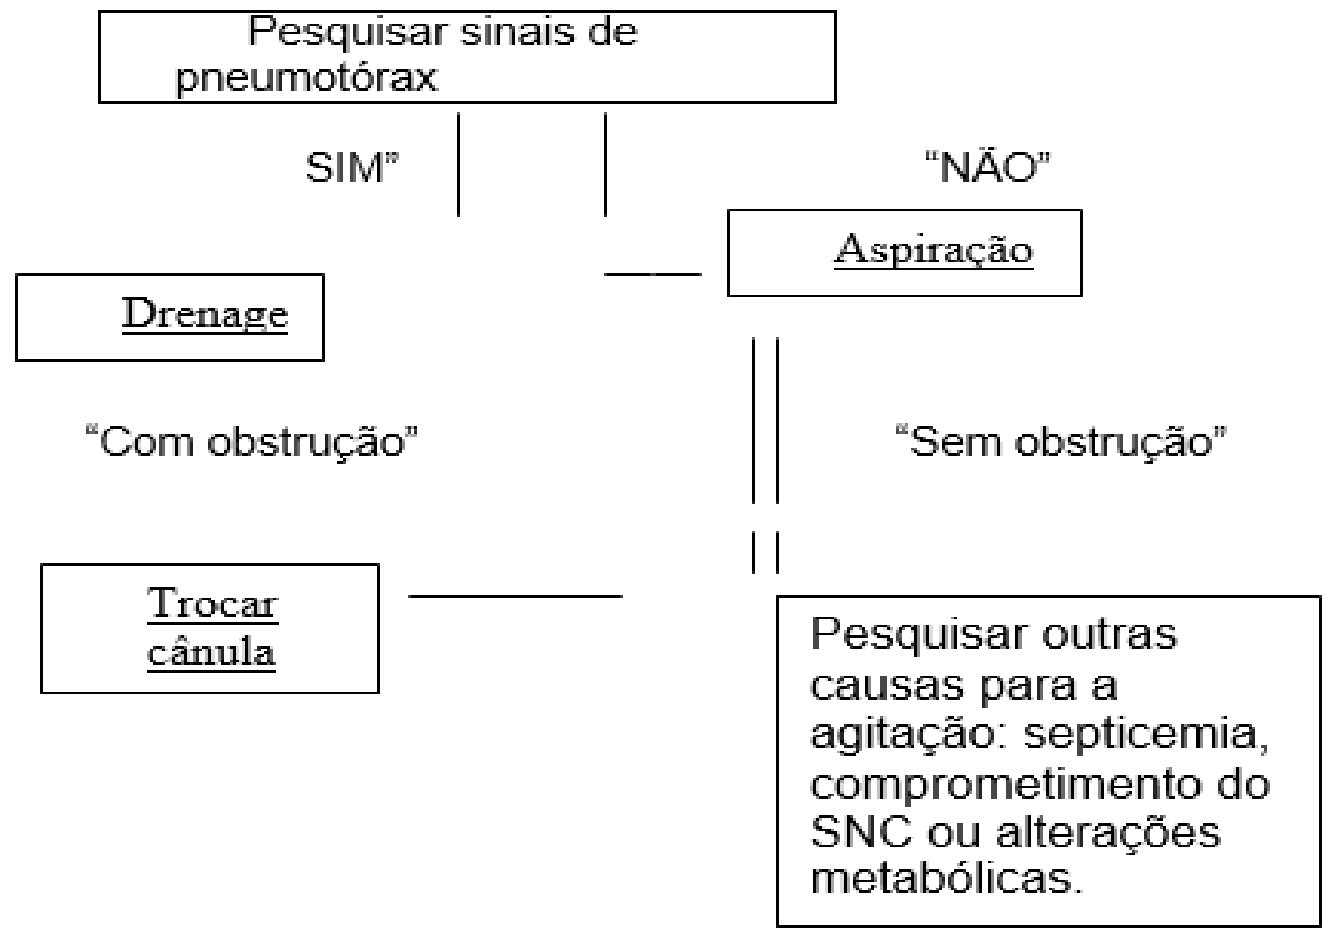 Pesquisar sinais de
pneumotórax
SIM”
“NÃO”
Aspiração
Drenage
“Com obstrução”
“Sem obstrução”
Trocar
cânula
Pesquisar outras
causas para a
agitação: septicemia,
comprometimento do
SNC ou alterações
metabólicas.